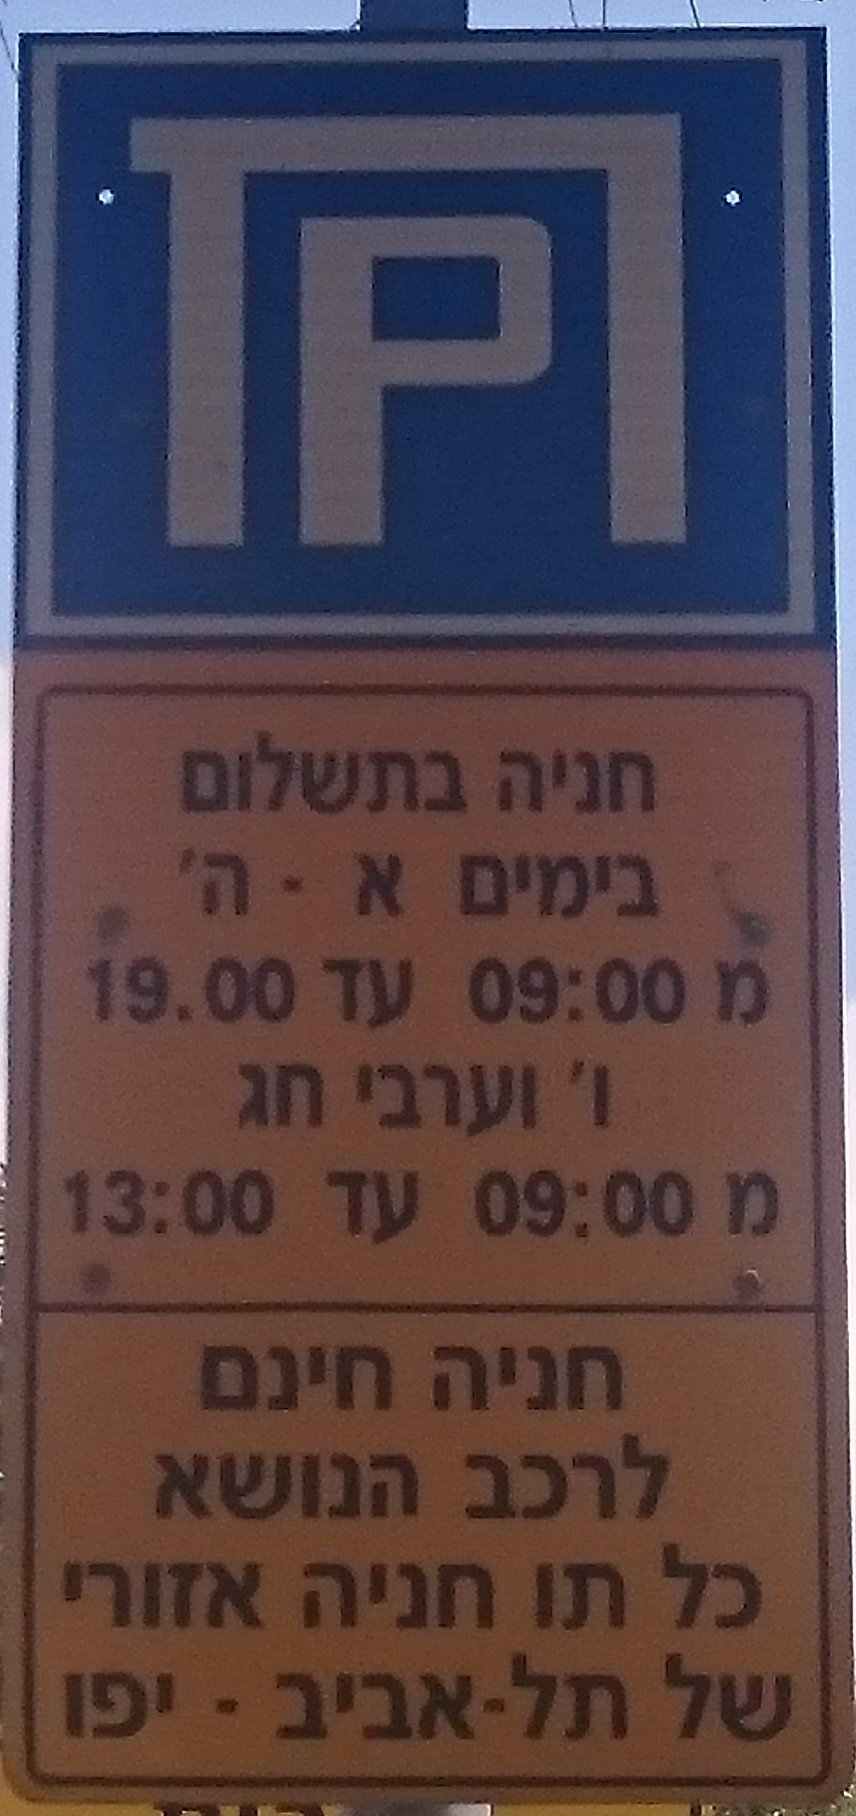 P
חניה בתשלום
בימים א - ה'
מ 09:00 עד 19.00
ו' וערבי חג
מ 09:00 עד 13:00
חניה חינם
לרכב הנושא
כל תו חניה אזורי
של תל-אביב - יפו